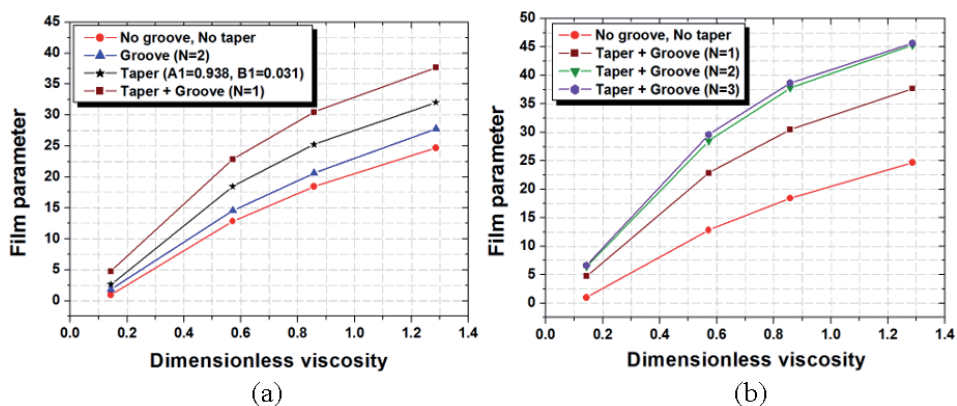 45
40
35
30
25
20
15
10
5
0
Film parameter
No groove, No taper
Groove (N=2)
Taper (A1=0.938, B1=0.031)
Taper + Groove (N=1)
0.0 0.2 0.4 0.6 0.8 1.0 1.2 1.4
Dimensionless viscosity
(a)
50
45
40
35
30
25
20
15
10
5
0
Film parameter
No groove, No taper
Taper + Groove (N=1)
Taper + Groove (N=2)
Taper + Groove (N=3)
0.0 0.2 0.4 0.6 0.8 1.0 1.2 1.4
Dimensionless viscosity
(b)